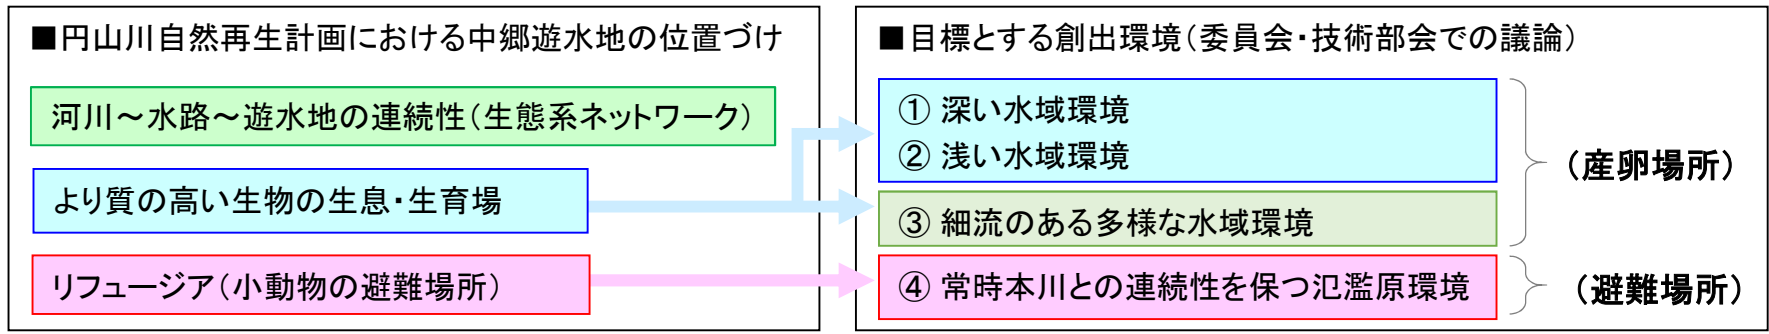 ■円山川自然再生計画における中郷遊水地の位置づけ
河川～水路～遊水地の連続性（生態系ネットワーク）
より質の高い生物の生息・生育場
リフュージア（小動物の避難場所）
■目標とする創出環境（委員会・技術部会での議論）
① 深い水域環境
② 浅い水域環境
③ 細流のある多様な水域環境
（産卵場所）
④ 常時本川との連続性を保つ氾濫原環境
（避難場所）